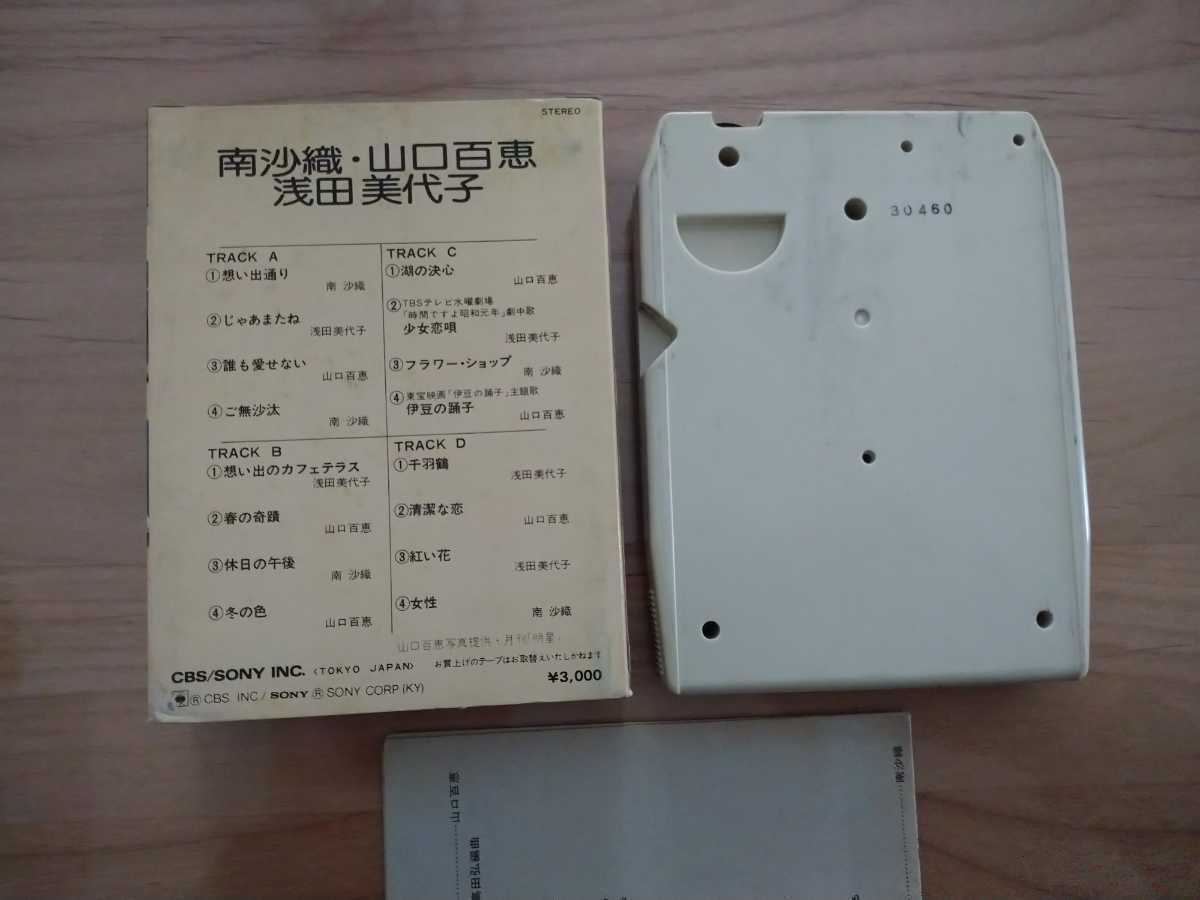 STEREO
南沙織・山口百恵
浅田美代子
TRACK A
①想い出通り
南 沙織
②じゃあまたね
浅田美代子
③誰も愛せない
山口百恵
④ご無沙汰
南 沙織
TRACK B
①想い出のカフェテラス
浅田美代子
②春の奇蹟
山口百恵
③休日の午後
南 沙織
④冬の色
山口百恵
TRACK C
①湖の決心
山口百恵
②TBSテレビ水曜劇場
「時間ですよ昭和元年」劇中歌
少女恋唄
浅田美代子
③フラワー・ショップ
南 沙織
④東宝映画「伊豆の踊子」主題歌
伊豆の踊子
山口百恵
TRACK D
①千羽鶴
浅田美代子
②清潔な恋
山口百恵
③紅い花
浅田美代子
④女性
南 沙織
山口百恵写真提供・月刊「明星」
CBS/SONY INC. <TOKYO JAPAN> お買上げのテープはお取替えいたしかねます
¥3,000
Ⓡ CBS INC/ SONY Ⓡ SONY CORP (KY)
30460
南沙織
山口百恵